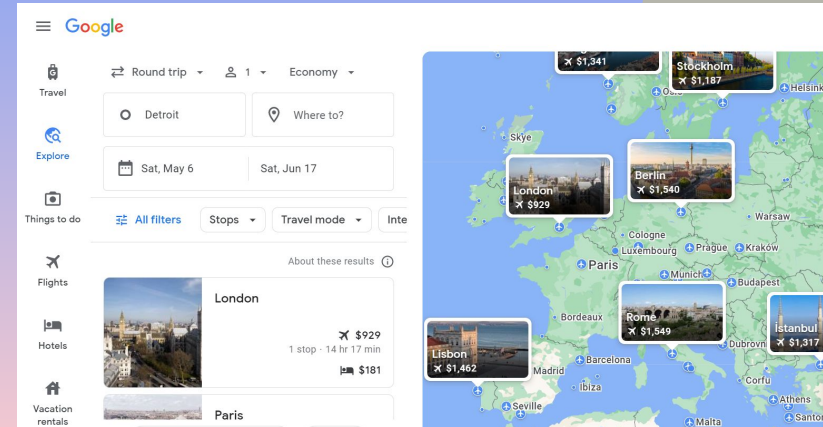 Google
Travel
Explore
Things to do
Flights
Hotels
Vacation
rentals
Round trip
1
Economy
Detroit
Where to?
Sat, May 6
Sat, Jun 17
All filters
Stops
Travel mode
Inte
About these results
London
$929
1 stop · 14 hr 17 min
$181
Paris
$1,341
Stockholm
$1,187
Oslo
Helsink
Skye
London
$929
Berlin
$1,540
Warsaw
Cologne
Luxembourg
Prague
Kraków
Paris
Munich
Budapest
Bordeaux
Rome
$1,549
Istanbul
$1,317
Dubrovni
Lisbon
$1,462
Madrid
Barcelona
Ibiza
Corfu
Seville
Athens
Santor
Malta